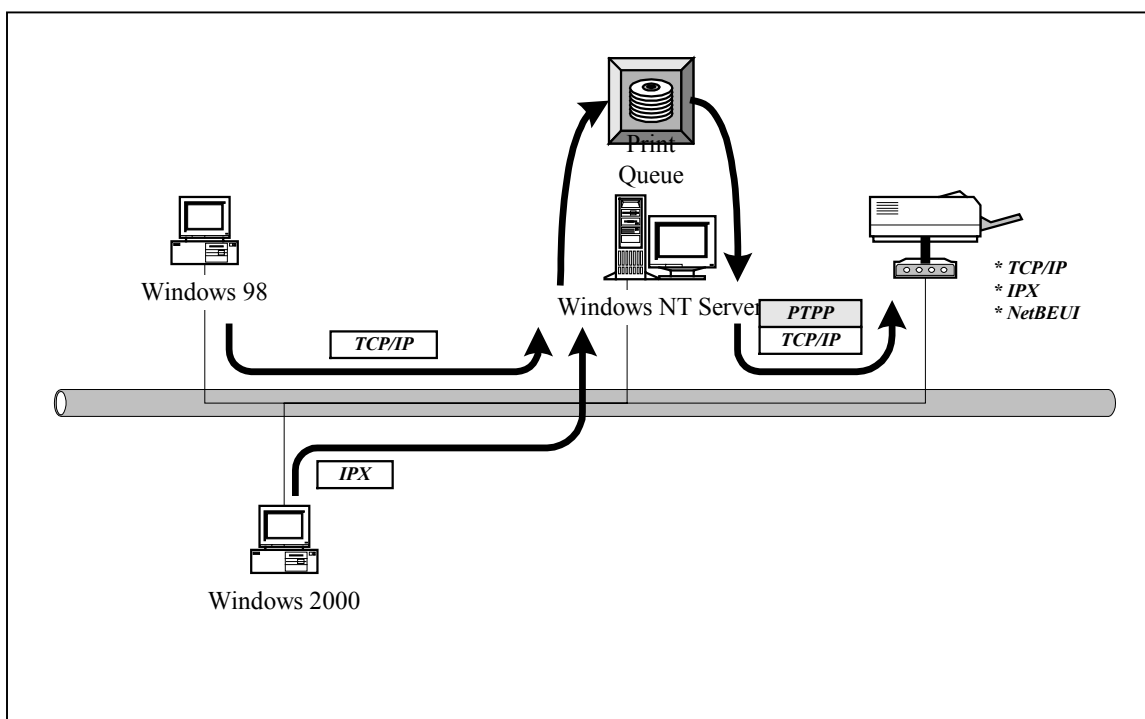 Print
Queue
Windows 98
Windows NT Server
* TCP/IP
* IPX
* NetBEUI
PTPP
TCP/IP
TCP/IP
IPX
Windows 2000